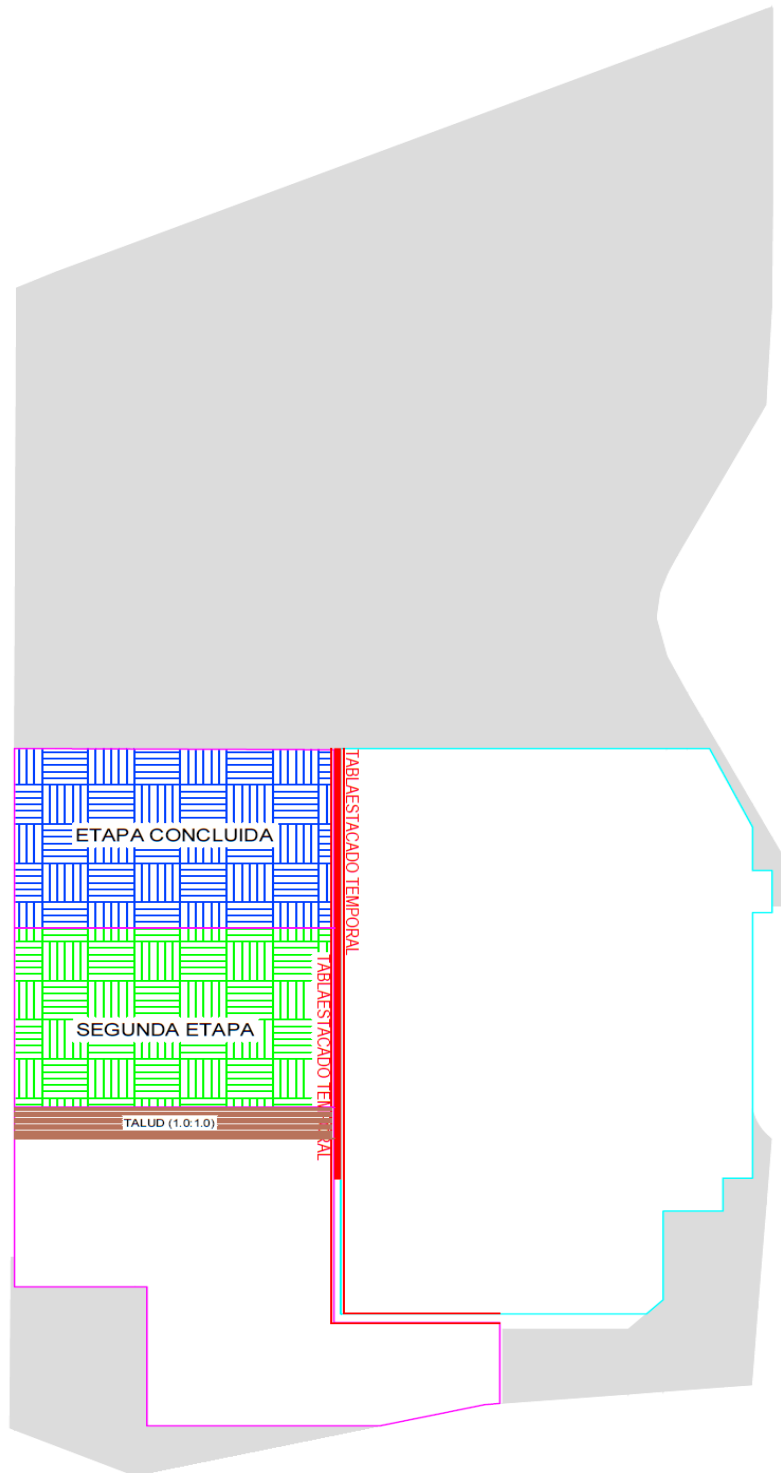 TABLAESTACADO TEMPORAL
ETAPA CONCLUIDA
TABLAESTACADO TEMPORAL
SEGUNDA ETAPA
TALUD (1.0:1.0)